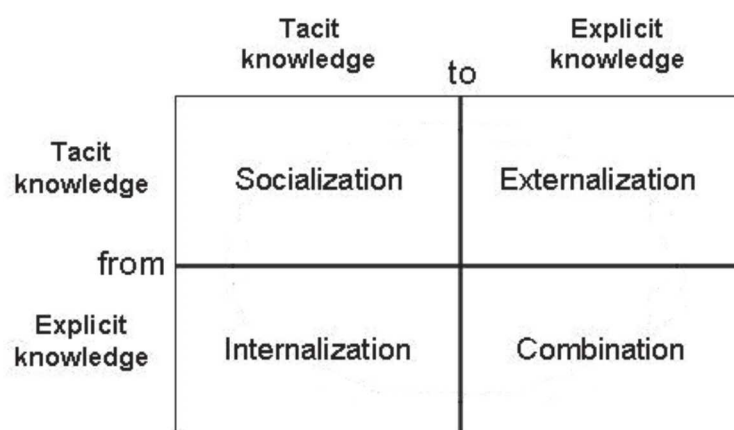 Tacit
knowledge
Explicit
knowledge
to
Tacit
knowledge
Socialization
Externalization
from
Explicit
knowledge
Internalization
Combination